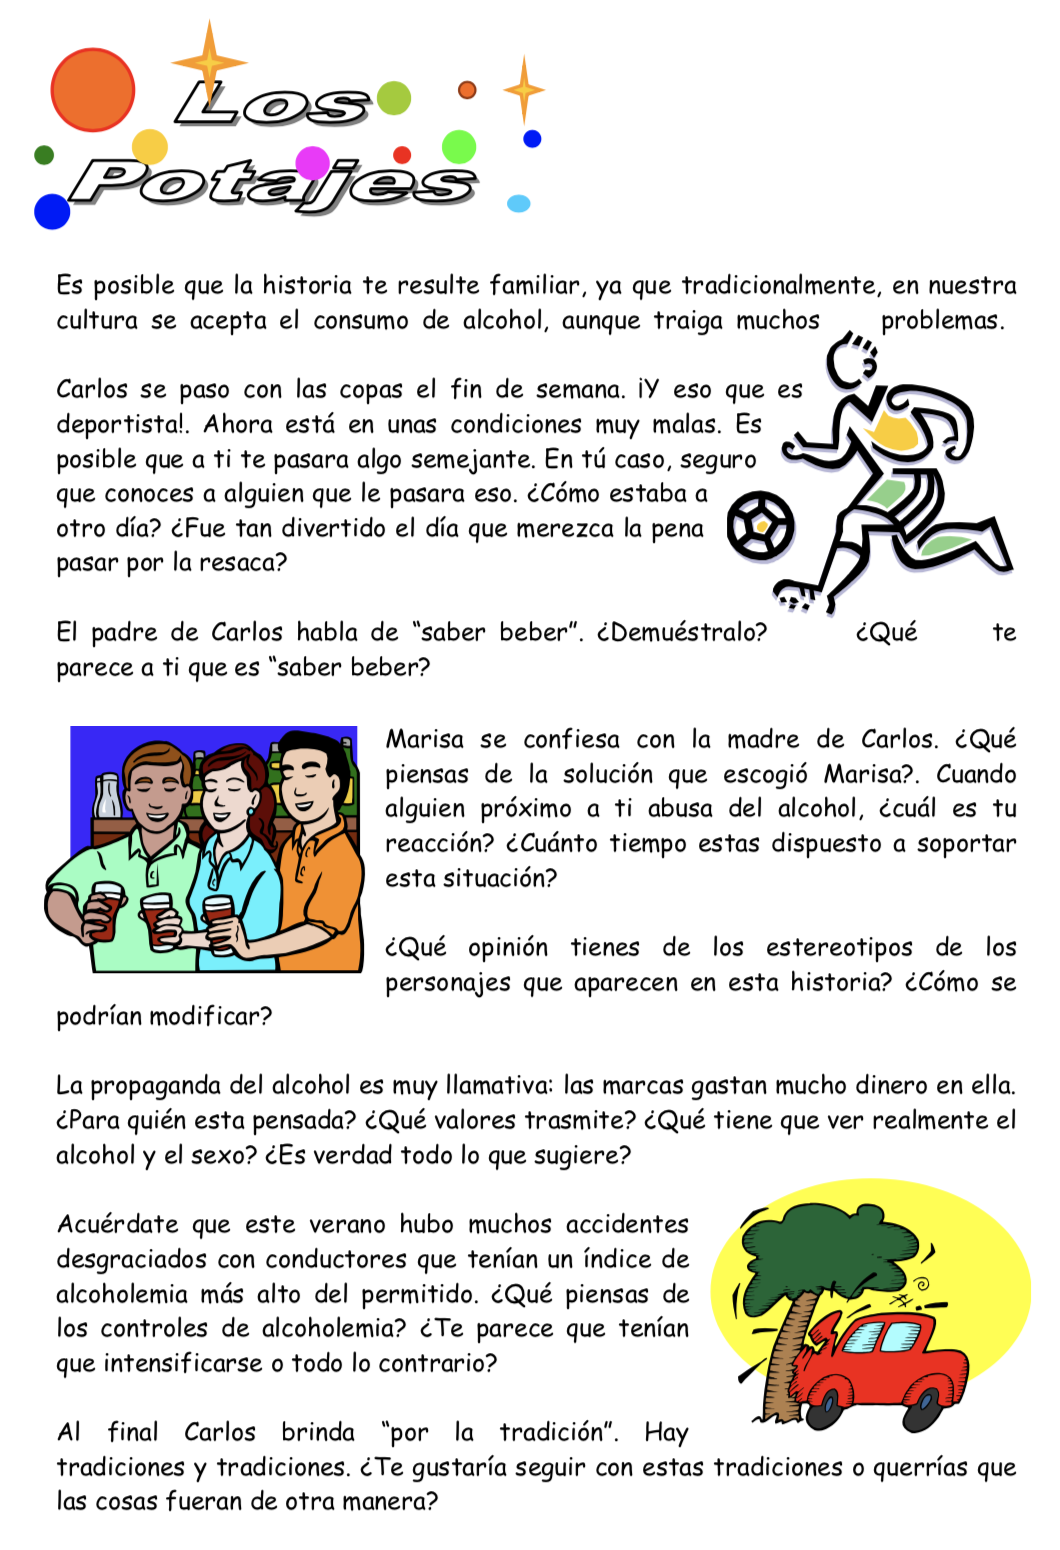 Los
Potajes
Es posible que la historia te resulte familiar, ya que tradicionalmente, en nuestra
cultura se acepta el consumo de alcohol, aunque traiga muchos problemas.
Carlos se paso con las copas el fin de semana. ¡Y eso que es
deportista!. Ahora está en unas condiciones muy malas. Es
posible que a ti te pasara algo semejante. En tú caso, seguro
que conoces a alguien que le pasara eso. ¿Cómo estaba a
otro día? ¿Fue tan divertido el día que merezca la pena
pasar por la resaca?
El padre de Carlos habla de “saber beber”. ¿Demuéstralo? ¿Qué te
parece a ti que es “saber beber?
Marisa se confiesa con la madre de Carlos. ¿Qué
piensas de la solución que escogió Marisa?. Cuando
alguien próximo a ti abusa del alcohol, ¿cuál es tu
reacción? ¿Cuánto tiempo estas dispuesto a soportar
esta situación?
¿Qué opinión tienes de los estereotipos de los
personajes que aparecen en esta historia? ¿Cómo se
podrían modificar?
La propaganda del alcohol es muy llamativa: las marcas gastan mucho dinero en ella.
¿Para quién esta pensada? ¿Qué valores trasmite? ¿Qué tiene que ver realmente el
alcohol y el sexo? ¿Es verdad todo lo que sugiere?
Acuérdate que este verano hubo muchos accidentes
desgraciados con conductores que tenían un índice de
alcoholemia más alto del permitido. ¿Qué piensas de
los controles de alcoholemia? ¿Te parece que tenían
que intensificarse o todo lo contrario?
Al final Carlos brinda “por la tradición”. Hay
tradiciones y tradiciones. ¿Te gustaría seguir con estas tradiciones o querrías que
las cosas fueran de otra manera?